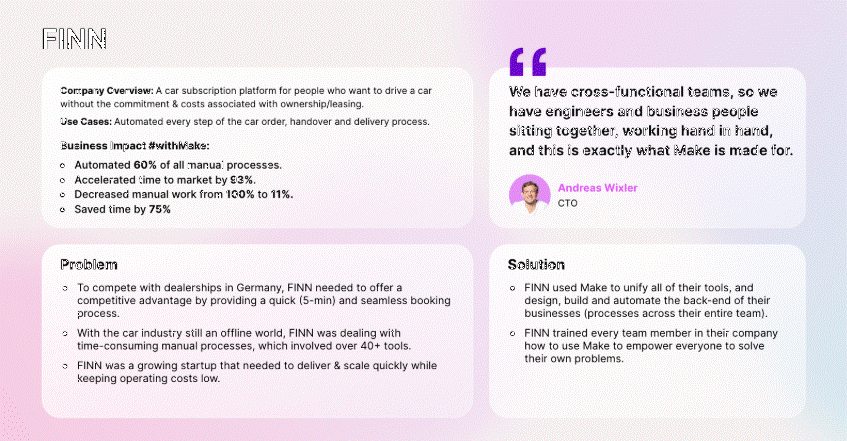 FINN
Company Overview: A car subscription platform for people who want to drive a car
without the commitment & costs associated with ownership/leasing.
Use Cases: Automated every step of the car order, handover and delivery process.
Business Impact #withMake:
Automated 60% of all manual processes.
Accelerated time to market by 93%.
Decreased manual work from 100% to 11%.
Saved time by 75%
We have cross-functional teams, so we
have engineers and business people
sitting together, working hand in hand,
and this is exactly what Make is made for.
Andreas Wixler
CTO
Problem
To compete with dealerships in Germany, FINN needed to offer a
competitive advantage by providing a quick (5-min) and seamless booking
process.
With the car industry still an offline world, FINN was dealing with
time-consuming manual processes, which involved over 40+ tools.
FINN was a growing startup that needed to deliver & scale quickly while
keeping operating costs low.
Solution
FINN used Make to unify all of their tools, and
design, build and automate the back-end of their
businesses (processes across their entire team).
FINN trained every team member in their company
how to use Make to empower everyone to solve
their own problems.